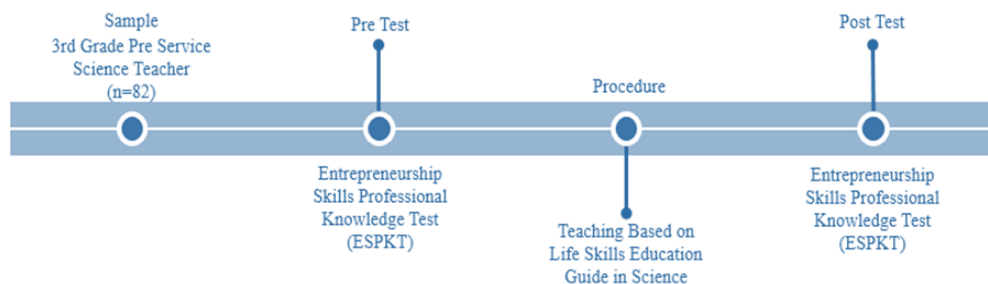 Sample
3rd Grade Pre Service
Science Teacher
(n=82)
Pre Test
Entrepreneurship
Skills Professional
Knowledge Test
(ESPKT)
Procedure
Teaching Based on
Life Skills Education
Guide in Science
Post Test
Entrepreneurship
Skills Professional
Knowledge Test
(ESPKT)